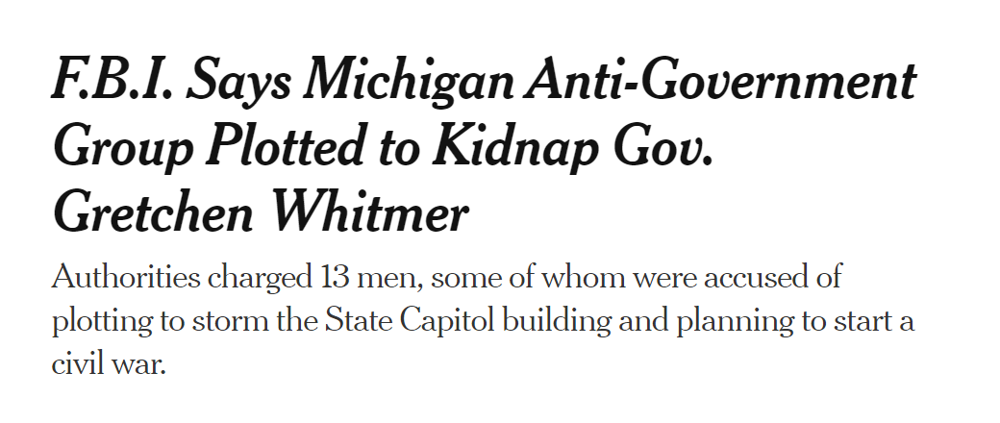 F.B.I. Says Michigan Anti-Government
Group Plotted to Kidnap Gov.
Gretchen Whitmer
Authorities charged 13 men, some of whom were accused of
plotting to storm the State Capitol building and planning to start a
civil war.